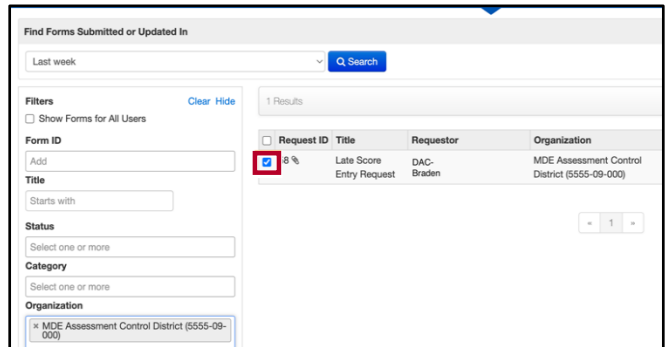 Find Forms Submitted or Updated In
Last week
Search
Filters
Clear Hide
Show Forms for All Users
Form ID
Add
Title
Starts with
Status
Select one or more
Category
Select one or more
Organization
× MDE Assessment Control District (5555-09-
000)
1 Results
Request ID Title Requestor Organization
8 Late Score DAC- MDE Assessment Control
Entry Request Braden District (5555-09-000)
« 1 »